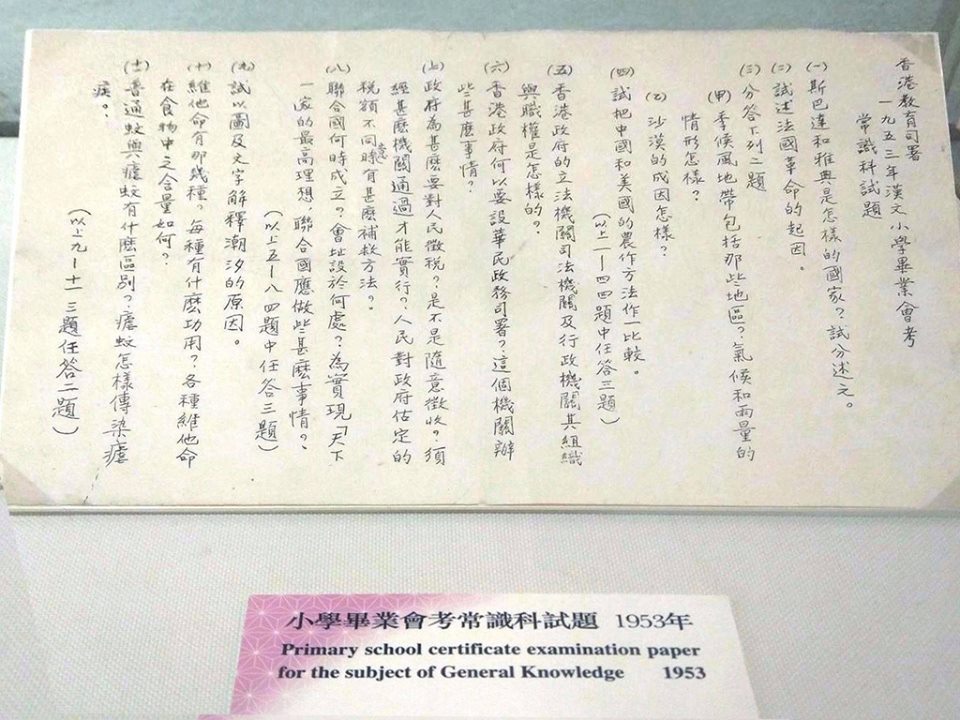 香港教育司署
一九五三年漢文小學畢業會考
常識科試題
(一)斯巴達和雅典是怎樣的國家?試分述之。
(二)試述法國革命的起因。
(三)分答下列二題
(甲)季候風地帶包括那些地區?氣候和雨量的
情形怎樣?
(乙)沙漠的成因怎樣?
(四)試把中國和美國的農作方法作一比較。
(以上一—四四題中任答三題)
(五)香港政府的立法機關司法機關及行政機關其組織
與職權是怎樣的?
(六)香港政府何以要設華民政務司署?這個機關辦
些甚麼事情?
(七)政府為甚麼要對人民徵稅?是不是隨意徵收?須
經甚麼機關通過才能實行?人民對政府估定的
稅額不同意時有甚麼補救方法?
(八)聯合國何時成立?會址設於何處?為實現「天下
一家的最高理想,聯合國應做些甚麼事情?
(以上五—八四題中任答三題)
(九)試以圖及文字解釋潮汐的原因。
(十)維他命有那幾種?每種有什麼功用?各種維他命
在食物中之含量如何?
(十一)普通蚊與瘧蚊有什麼區別?瘧蚊怎樣傳染瘧
疾?
(以上九—十一三題任答二題)
小學畢業會考常識科試題 1953年
Primary school certificate examination paper
for the subject of General Knowledge 1953